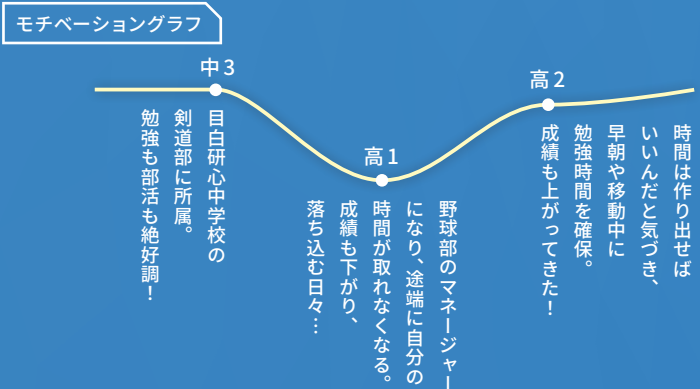 モチベーショングラフ
中3
目白研心中学校の
剣道部に所属。
勉強も部活も絶好調！
高1
野球部のマネージャー
になり、途端に自分の
時間が取れなくなる。
成績も下がり、
落ち込む日々…
高2
時間は作り出せば
いいんだと気づき、
早朝や移動中に
勉強時間を確保。
成績も上がってきた！